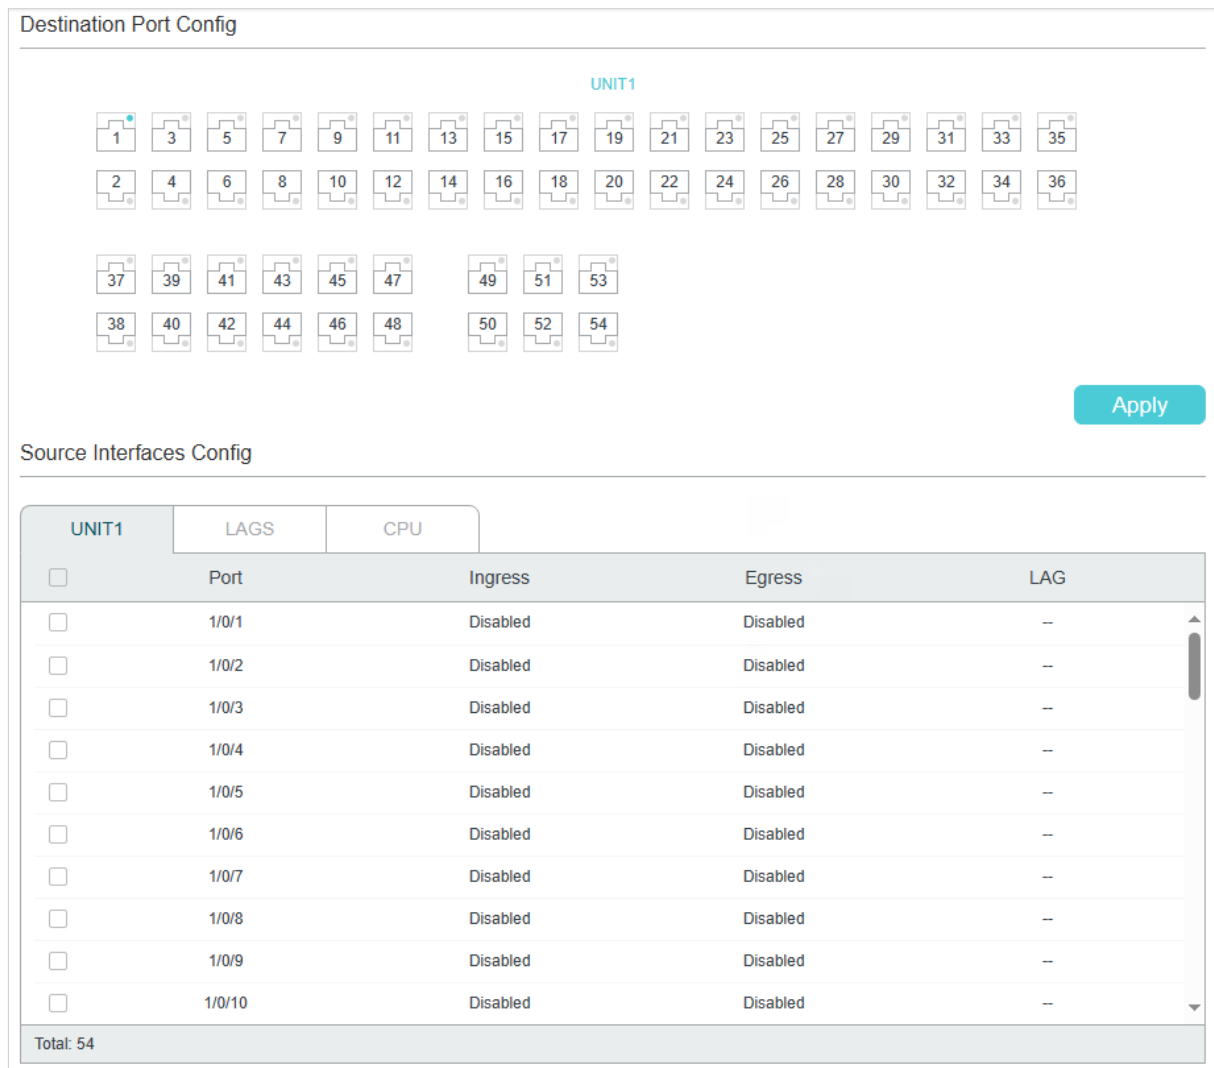 Destination Port Config
UNIT1
1 3 5 7 9 11 13 15 17 19 21 23 25 27 29 31 33 35
2 4 6 8 10 12 14 16 18 20 22 24 26 28 30 32 34 36
37 39 41 43 45 47 49 51 53
38 40 42 44 46 48 50 52 54
Apply
Source Interfaces Config
UNIT1 LAGS CPU
Port Ingress Egress LAG
1/0/1 Disabled Disabled --
1/0/2 Disabled Disabled --
1/0/3 Disabled Disabled --
1/0/4 Disabled Disabled --
1/0/5 Disabled Disabled --
1/0/6 Disabled Disabled --
1/0/7 Disabled Disabled --
1/0/8 Disabled Disabled --
1/0/9 Disabled Disabled --
1/0/10 Disabled Disabled --
Total: 54